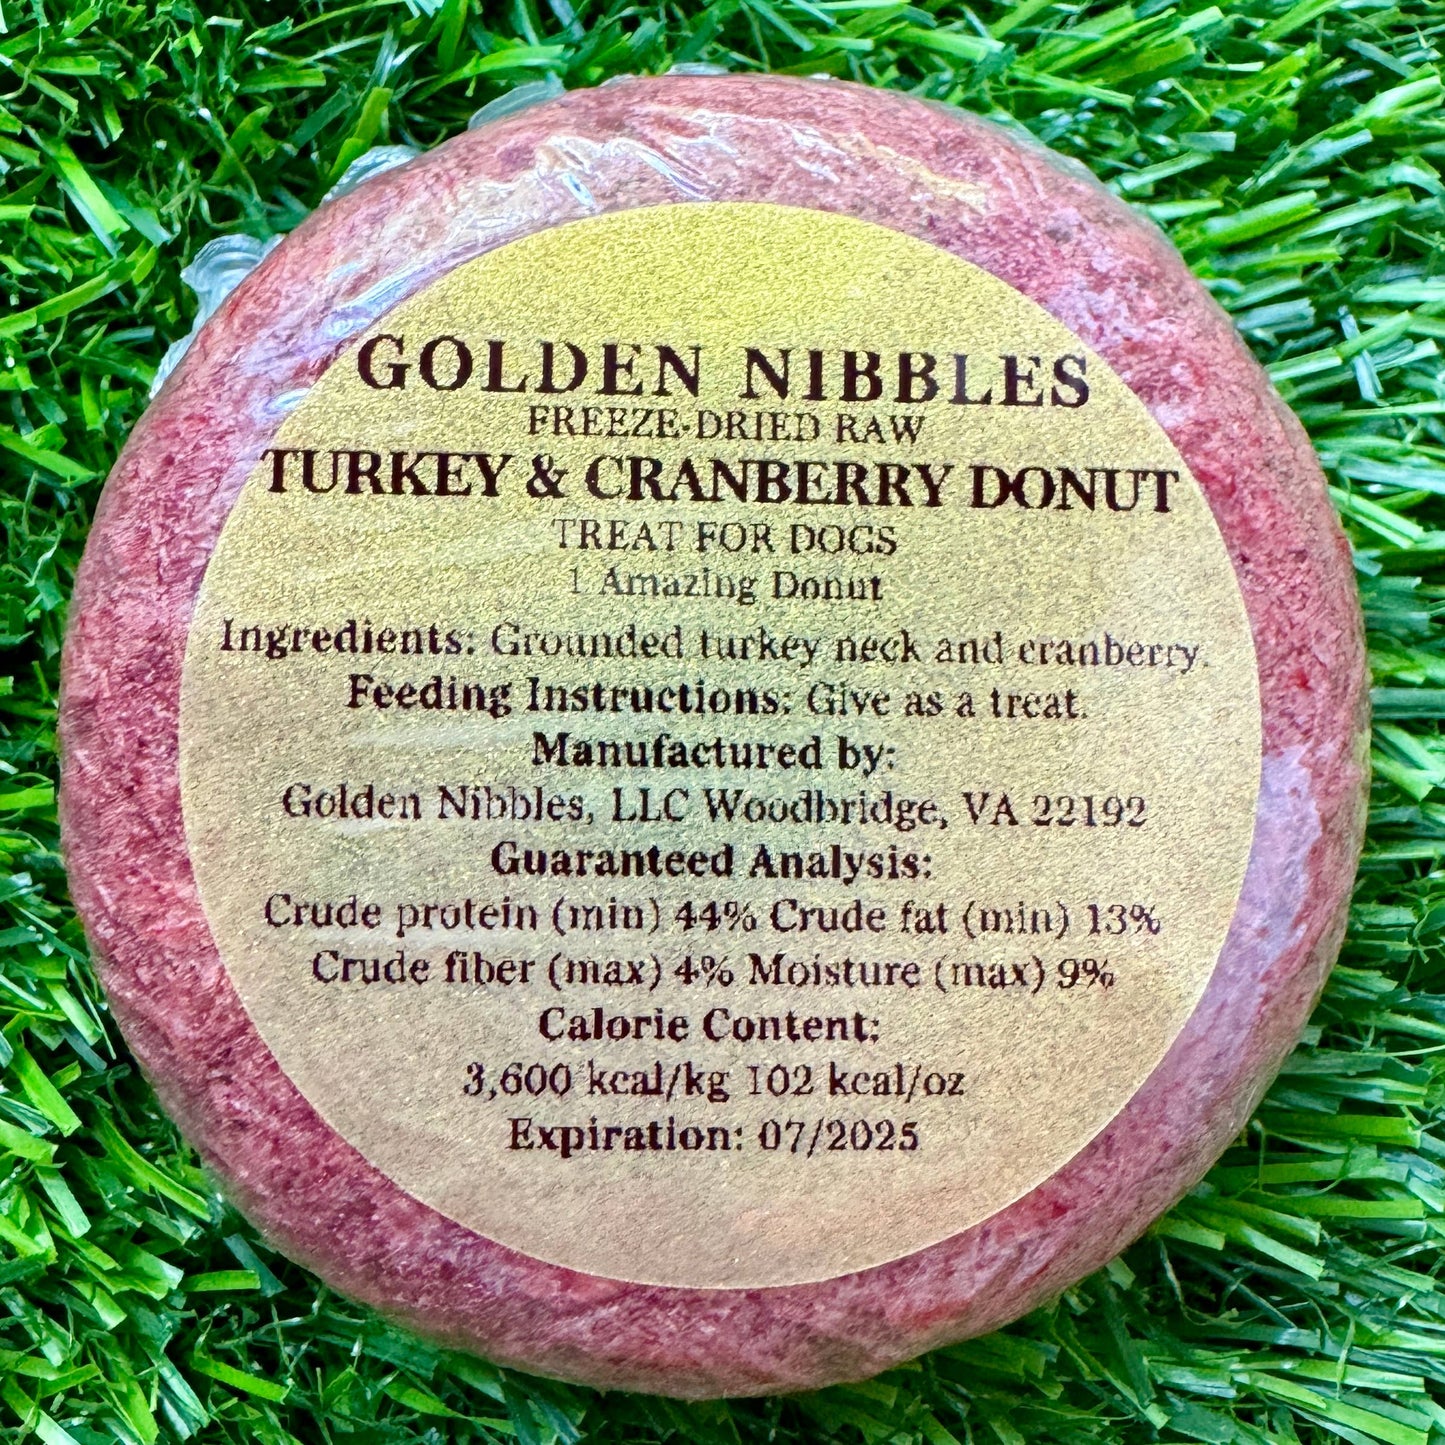 GOLDEN NIBBLES
FREEZE-DRIED RAW
TURKEY & CRANBERRY DONUT
TREAT FOR DOGS
1 Amazing Donut
Ingredients: Grounded turkey neck and cranberry.
Feeding Instructions: Give as a treat.
Manufactured by:
Golden Nibbles, LLC Woodbridge, VA 22192
Guaranteed Analysis:
Crude protein (min) 44% Crude fat (min) 13%
Crude fiber (max) 4% Moisture (max) 9%
Calorie Content:
3,600 kcal/kg 102 kcal/oz
Expiration: 07/2025